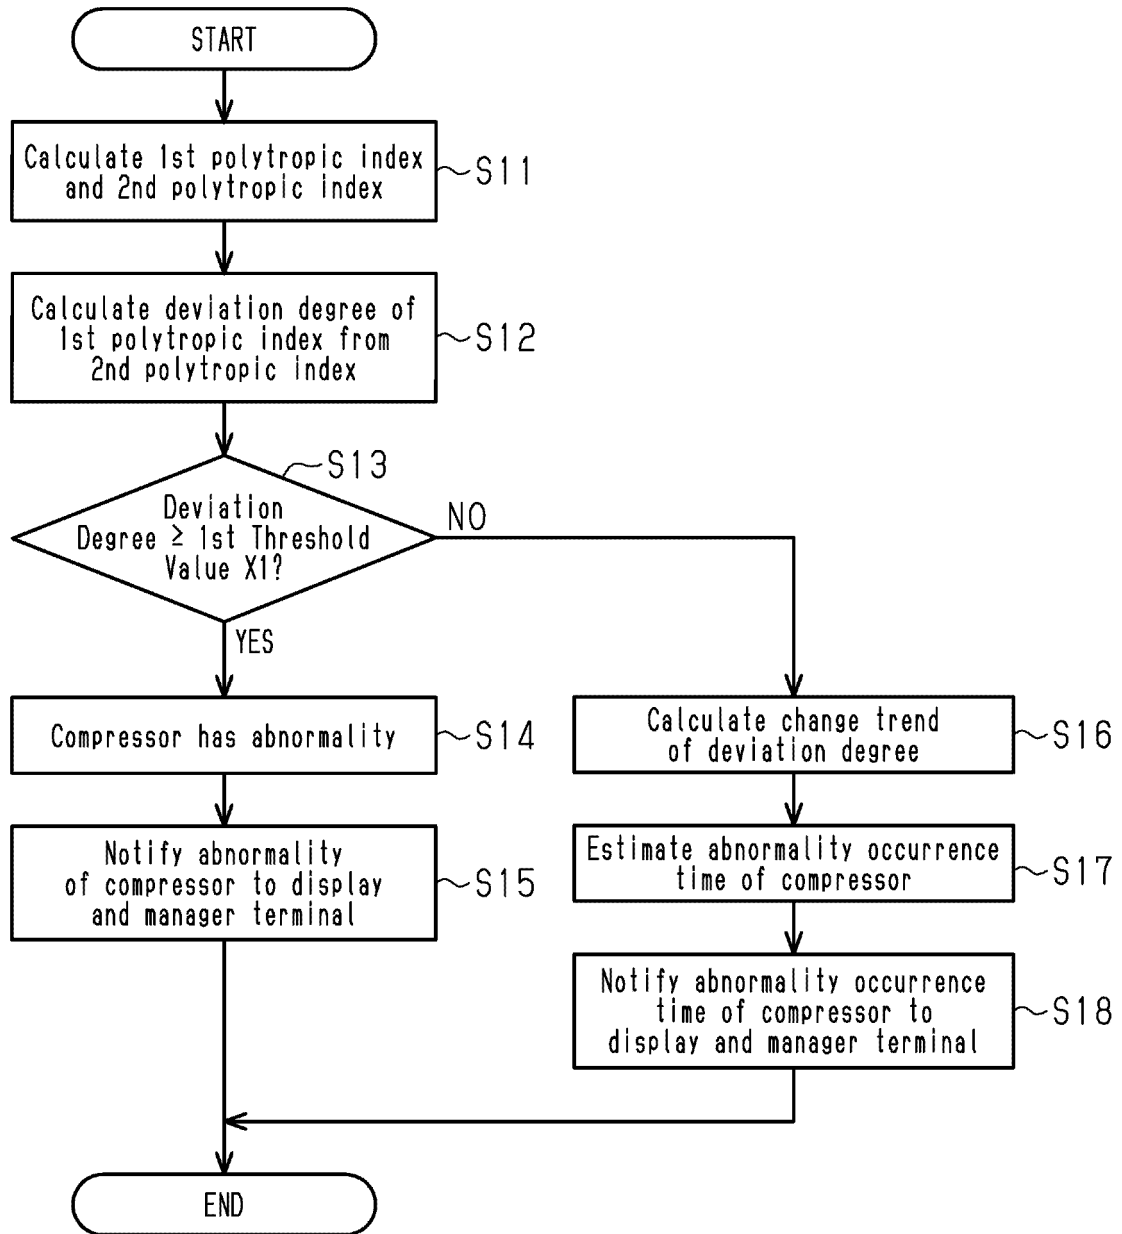 START
Calculate 1st polytropic index
and 2nd polytropic index
S11
Calculate deviation degree of
1st polytropic index from
2nd polytropic index
S12
S13
Deviation
Degree ≥ 1st Threshold
Value X1?
NO
YES
Compressor has abnormality
S14
Notify abnormality
of compressor to display
and manager terminal
S15
Calculate change trend
of deviation degree
S16
Estimate abnormality occurrence
time of compressor
S17
Notify abnormality occurrence
time of compressor to
display and manager terminal
S18
END